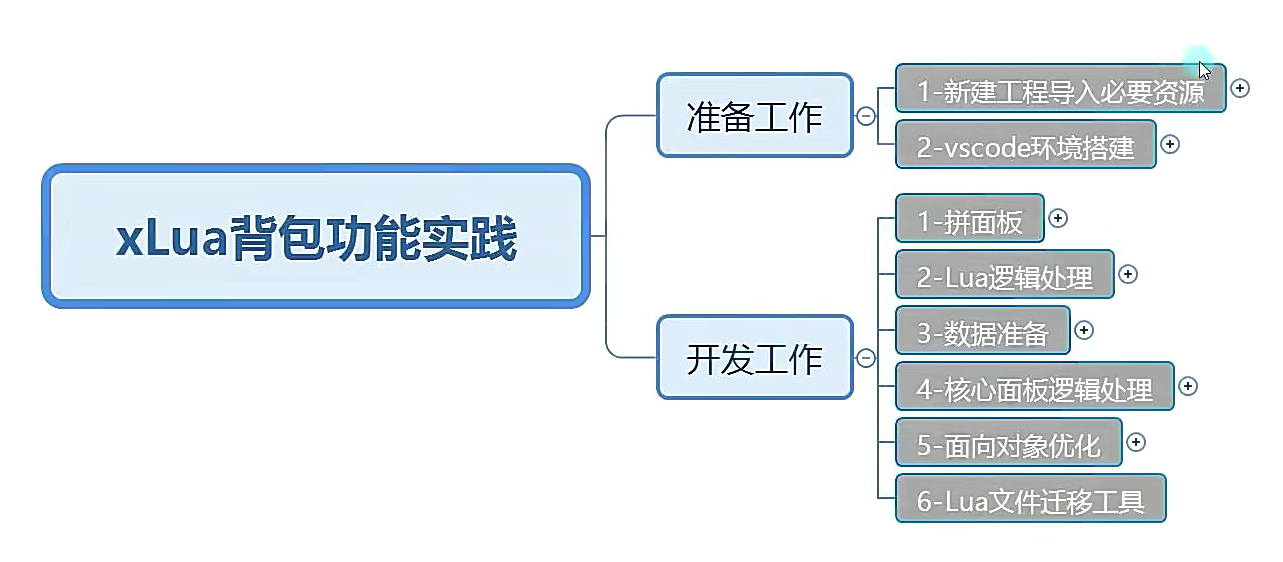 xLua背包功能实践
准备工作
1-新建工程导入必要资源
2-vscode环境搭建
开发工作
1-拼面板
2-Lua逻辑处理
3-数据准备
4-核心面板逻辑处理
5-面向对象优化
6-Lua文件迁移工具